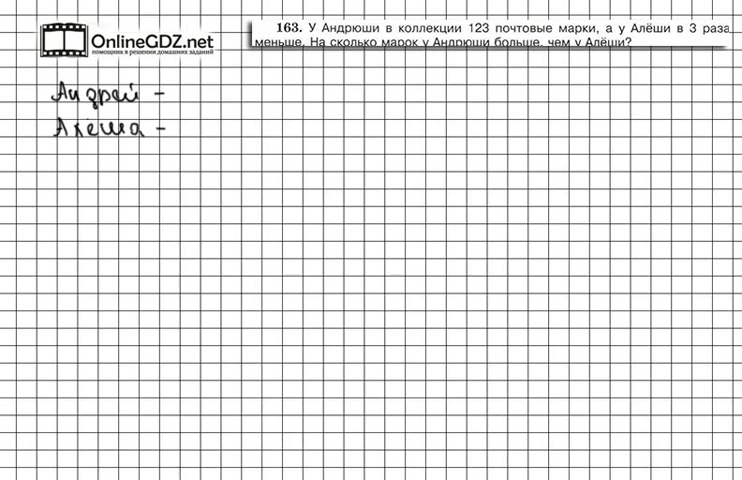 OnlineGDZ.net
помощник в решении домашних заданий
163. У Андрюши в коллекции 123 почтовые марки, а у Алёши в 3 раза
меньше. На сколько марок у Андрюши больше, чем у Алёши?
Андрей -
Алёша -